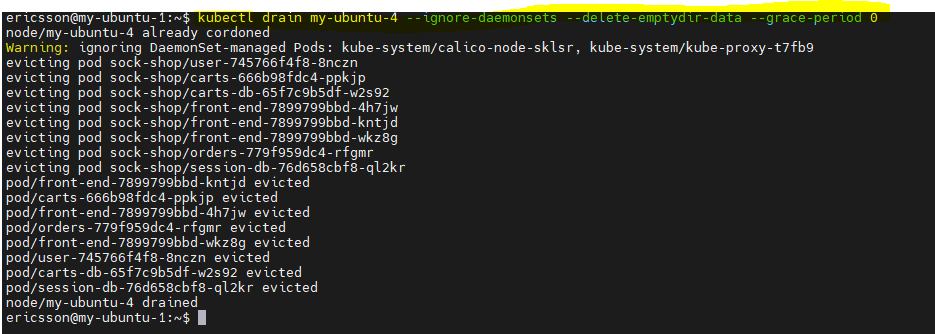 ericsson@my-ubuntu-1:~$ kubectl drain my-ubuntu-4 --ignore-daemonsets --delete-emptydir-data --grace-period 0
node/my-ubuntu-4 already cordoned
Warning: ignoring DaemonSet-managed Pods: kube-system/calico-node-sklsr, kube-system/kube-proxy-t7fb9
evicting pod sock-shop/user-745766f4f8-8nczn
evicting pod sock-shop/carts-666b98fdc4-ppkjp
evicting pod sock-shop/carts-db-65f7c9b5df-w2s92
evicting pod sock-shop/front-end-7899799bbd-4h7jw
evicting pod sock-shop/front-end-7899799bbd-kntjd
evicting pod sock-shop/front-end-7899799bbd-wkz8g
evicting pod sock-shop/orders-779f959dc4-rfgmr
evicting pod sock-shop/session-db-76d658cbf8-ql2kr
pod/front-end-7899799bbd-kntjd evicted
pod/carts-666b98fdc4-ppkjp evicted
pod/front-end-7899799bbd-4h7jw evicted
pod/orders-779f959dc4-rfgmr evicted
pod/front-end-7899799bbd-wkz8g evicted
pod/user-745766f4f8-8nczn evicted
pod/carts-db-65f7c9b5df-w2s92 evicted
pod/session-db-76d658cbf8-ql2kr evicted
node/my-ubuntu-4 drained
ericsson@my-ubuntu-1:~$